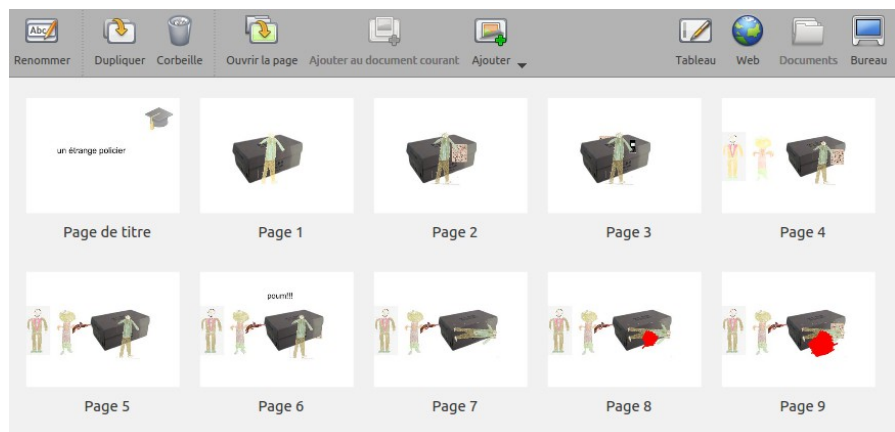 Abc
Renommer Dupliquer Corbeille Ouvrir la page Ajouter au document courant Ajouter Tableau Web Documents Bureau
un étrange policier
Page de titre Page 1 Page 2 Page 3 Page 4
poum!!!
Page 5 Page 6 Page 7 Page 8 Page 9